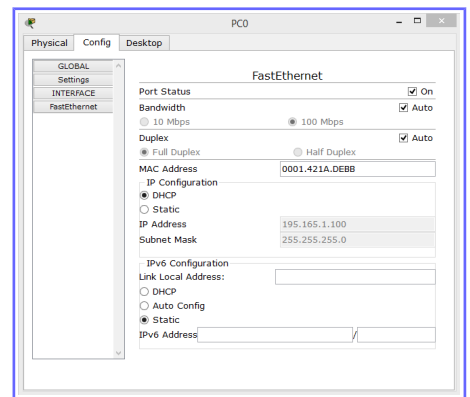 PC0
Physical Config Desktop
GLOBAL
Settings
INTERFACE
FastEthernet
FastEthernet
Port Status On
Bandwidth Auto
10 Mbps 100 Mbps
Duplex Auto
Full Duplex Half Duplex
MAC Address 0001.421A.DEBB
IP Configuration
DHCP
Static
IP Address 195.165.1.100
Subnet Mask 255.255.255.0
IPv6 Configuration
Link Local Address:
DHCP
Auto Config
Static
IPv6 Address /